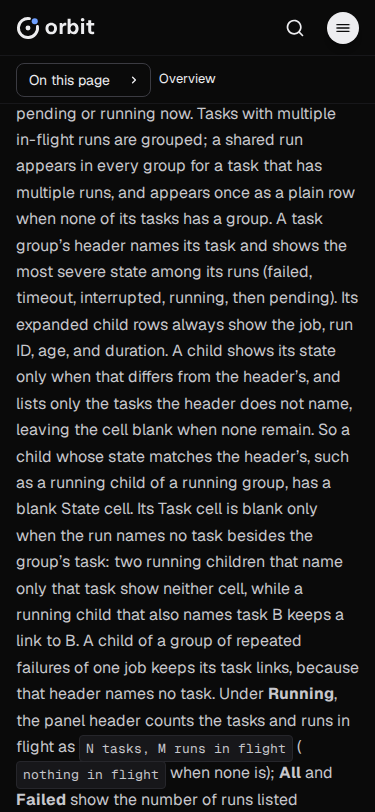 orbit
On this page
Overview
pending or running now. Tasks with multiple
in-flight runs are grouped; a shared run
appears in every group for a task that has
multiple runs, and appears once as a plain row
when none of its tasks has a group. A task
group’s header names its task and shows the
most severe state among its runs (failed,
timeout, interrupted, running, then pending). Its
expanded child rows always show the job, run
ID, age, and duration. A child shows its state
only when that differs from the header’s, and
lists only the tasks the header does not name,
leaving the cell blank when none remain. So a
child whose state matches the header’s, such
as a running child of a running group, has a
blank State cell. Its Task cell is blank only
when the run names no task besides the
group’s task: two running children that name
only that task show neither cell, while a
running child that also names task B keeps a
link to B. A child of a group of repeated
failures of one job keeps its task links, because
that header names no task. Under Running,
the panel header counts the tasks and runs in
flight as N tasks, M runs in flight (
nothing in flight when none is); All and
Failed show the number of runs listed